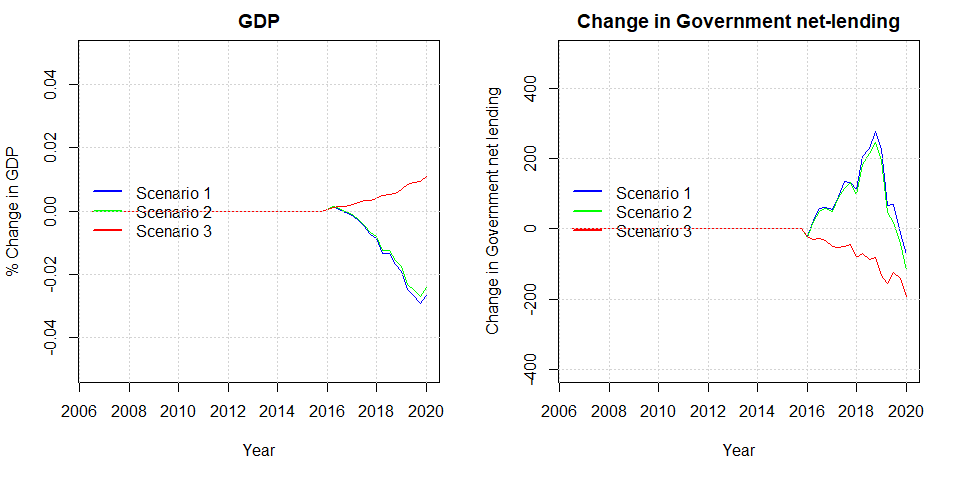 GDP
% Change in GDP
0.04
0.02
0.00
-0.02
-0.04
Scenario 1
Scenario 2
Scenario 3
2006 2008 2010 2012 2014 2016 2018 2020
Year
Change in Government net-lending
Change in Government net lending
400
200
0
-200
-400
Scenario 1
Scenario 2
Scenario 3
2006 2008 2010 2012 2014 2016 2018 2020
Year